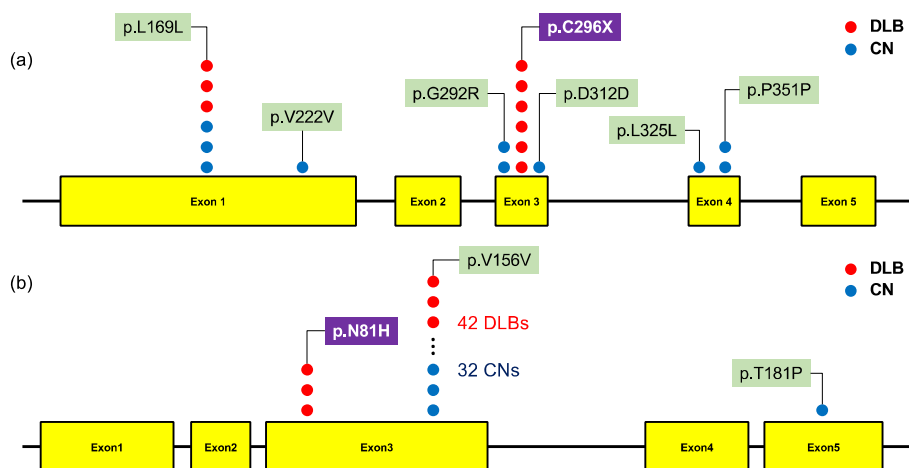 p.L169L
p.C296X
DLB
CN
(a)
p.G292R
p.D312D
p.P351P
p.V222V
p.L325L
Exon 1
Exon 2
Exon 3
Exon 4
Exon 5
p.V156V
DLB
CN
(b)
p.N81H
42 DLBs
32 CNs
p.T181P
Exon1
Exon2
Exon3
Exon4
Exon5